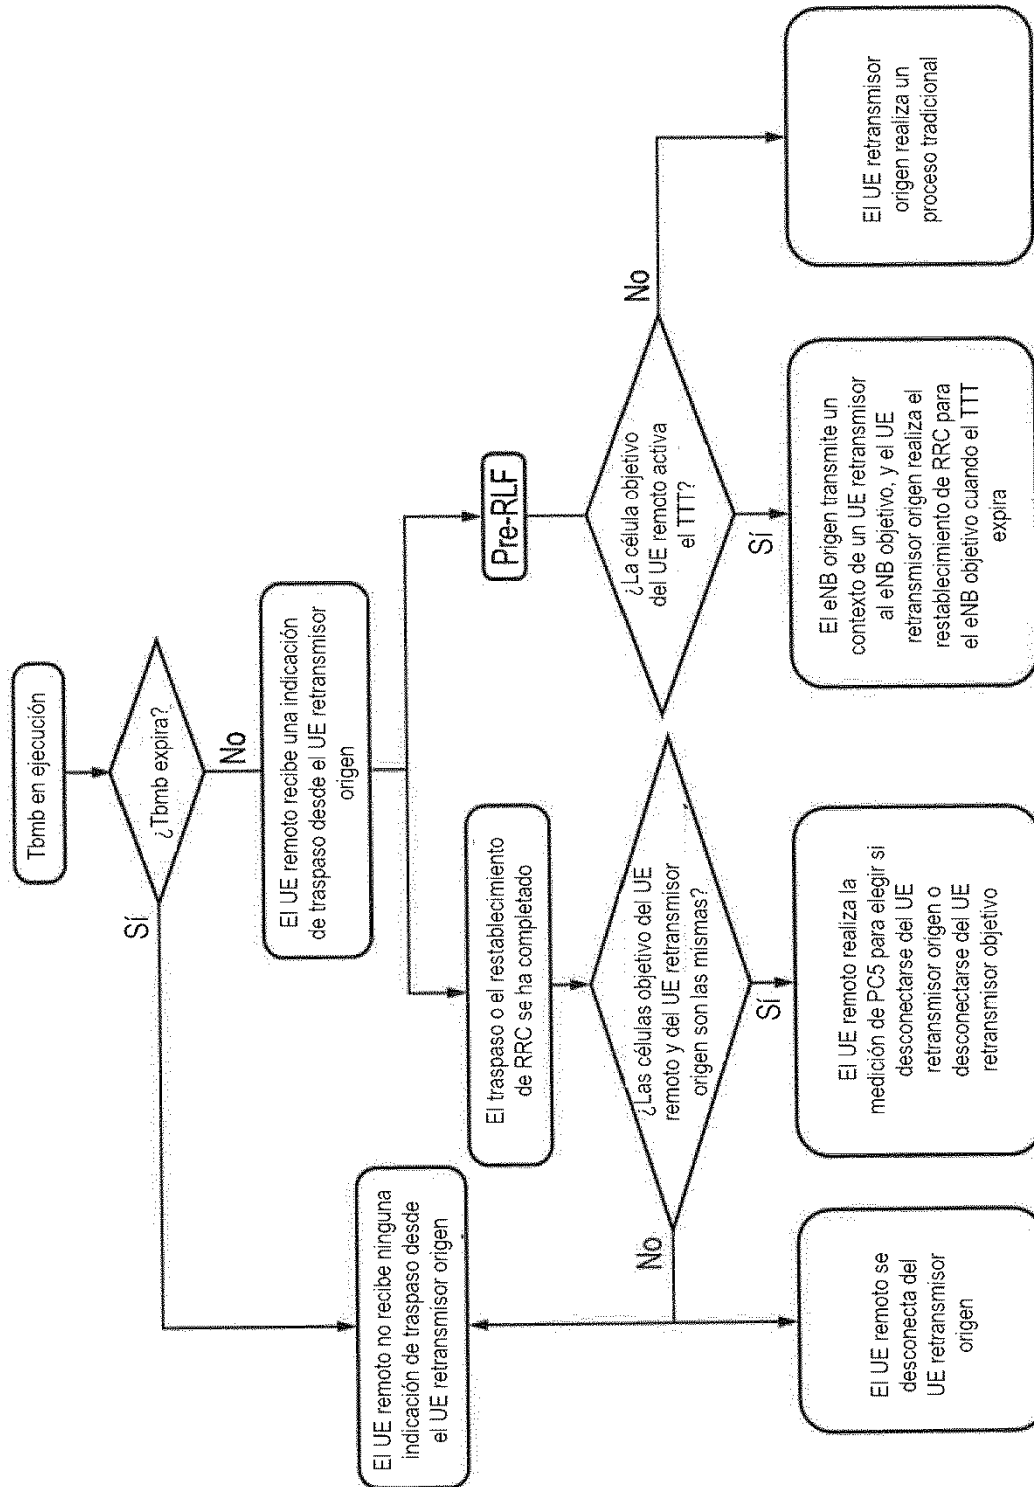 Tbmb en ejecución
¿Tbmb expira?
Sí
No
El UE remoto recibe una indicación
de traspaso desde el UE retransmisor
origen
El UE remoto no recibe ninguna
indicación de traspaso desde
el UE retransmisor origen
El traspaso o el restablecimiento
de RRC se ha completado
Pre-RLF
¿Las células objetivo del UE
remoto y del UE retransmisor
origen son las mismas?
No
Sí
¿La célula objetivo
del UE remoto activa
el TTT?
No
Sí
El UE remoto se
desconecta del
UE retransmisor
origen
El UE remoto realiza la
medición de PC5 para elegir si
desconectarse del UE
retransmisor origen o
desconectarse del UE
retransmisor objetivo
El eNB origen transmite un
contexto de un UE retransmisor
al eNB objetivo, y el UE
retransmisor origen realiza el
restablecimiento de RRC para
el eNB objetivo cuando el TTT
expira
El UE retransmisor
origen realiza un
proceso tradicional